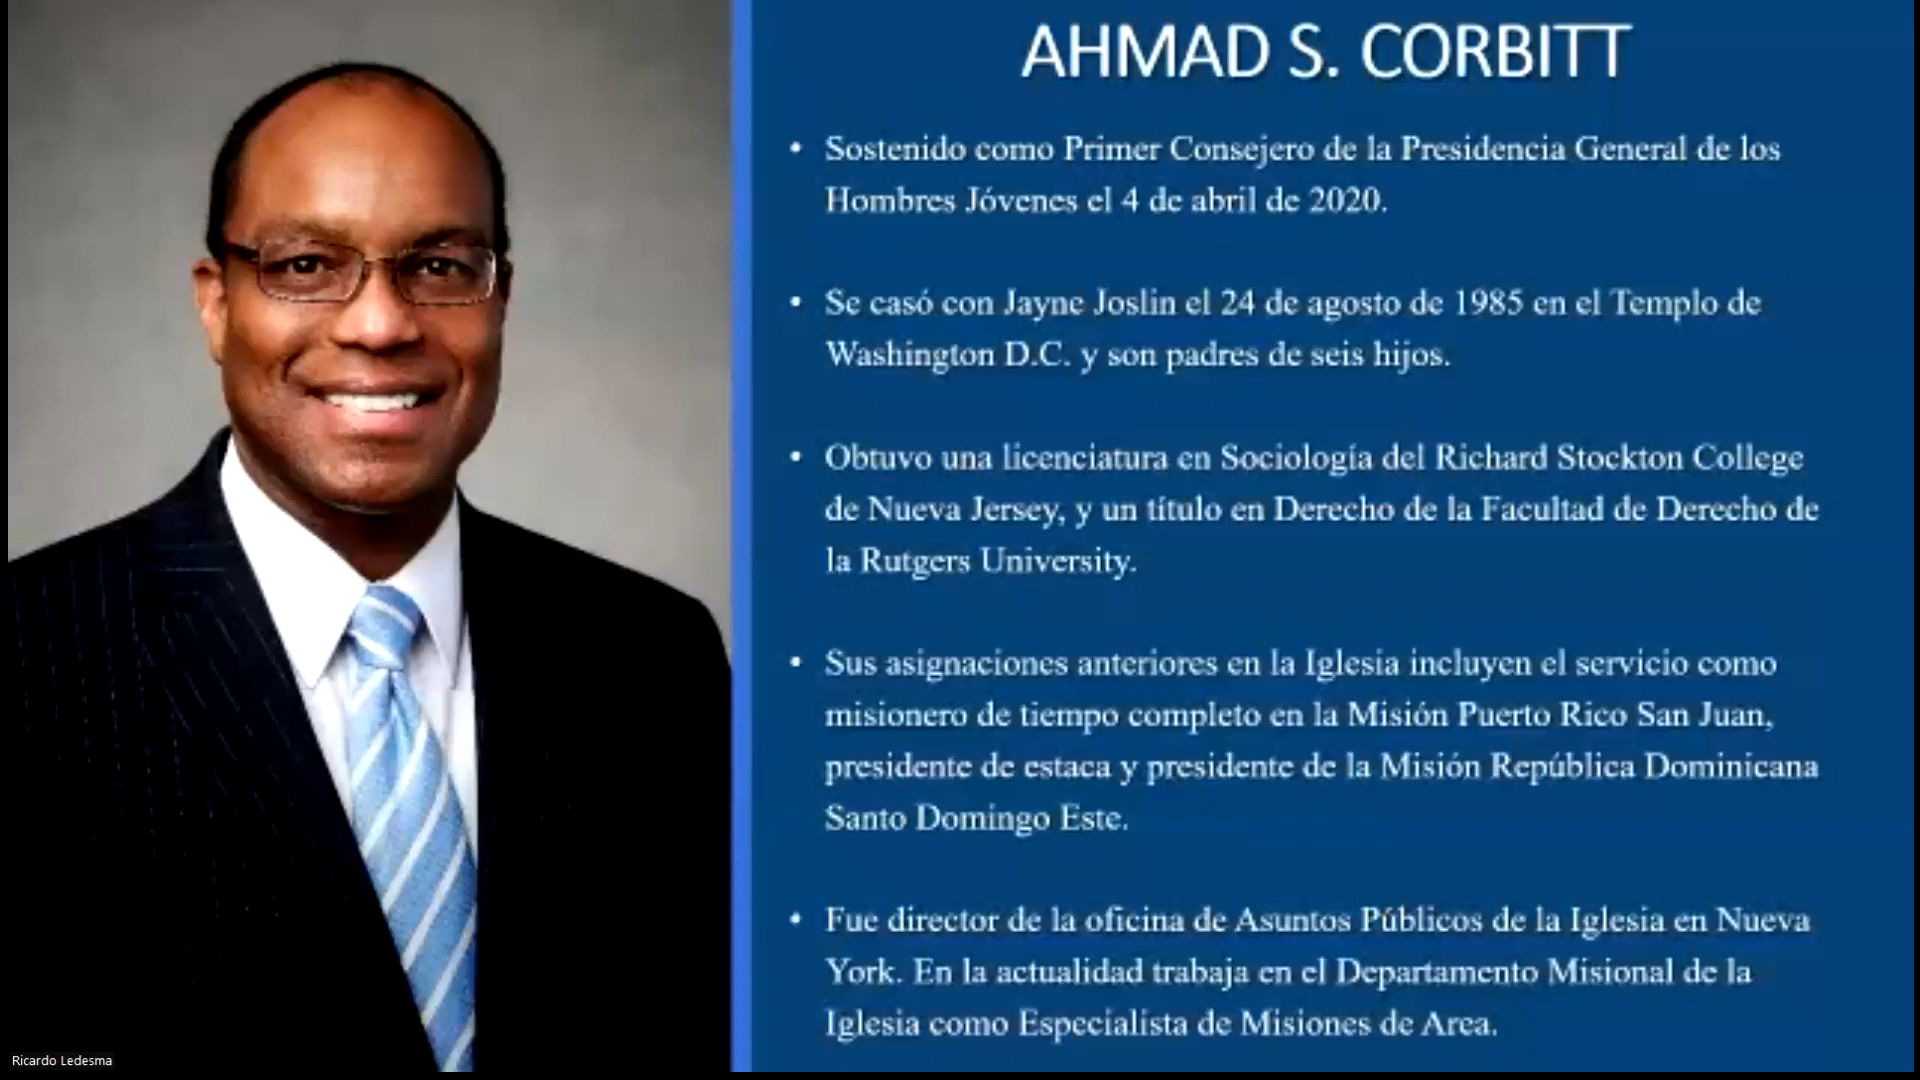 AHMAD S. CORBITT
• Sostenido como Primer Consejero de la Presidencia General de los
Hombres Jóvenes el 4 de abril de 2020.
• Se casó con Jayne Joslin el 24 de agosto de 1985 en el Templo de
Washington D.C. y son padres de seis hijos.
• Obtuvo una licenciatura en Sociología del Richard Stockton College
de Nueva Jersey, y un título en Derecho de la Facultad de Derecho de
la Rutgers University.
• Sus asignaciones anteriores en la Iglesia incluyen el servicio como
misionero de tiempo completo en la Misión Puerto Rico San Juan,
presidente de estaca y presidente de la Misión República Dominicana
Santo Domingo Este.
• Fue director de la oficina de Asuntos Públicos de la Iglesia en Nueva
York. En la actualidad trabaja en el Departamento Misional de la
Iglesia como Especialista de Misiones de Area.
Ricardo Ledesma